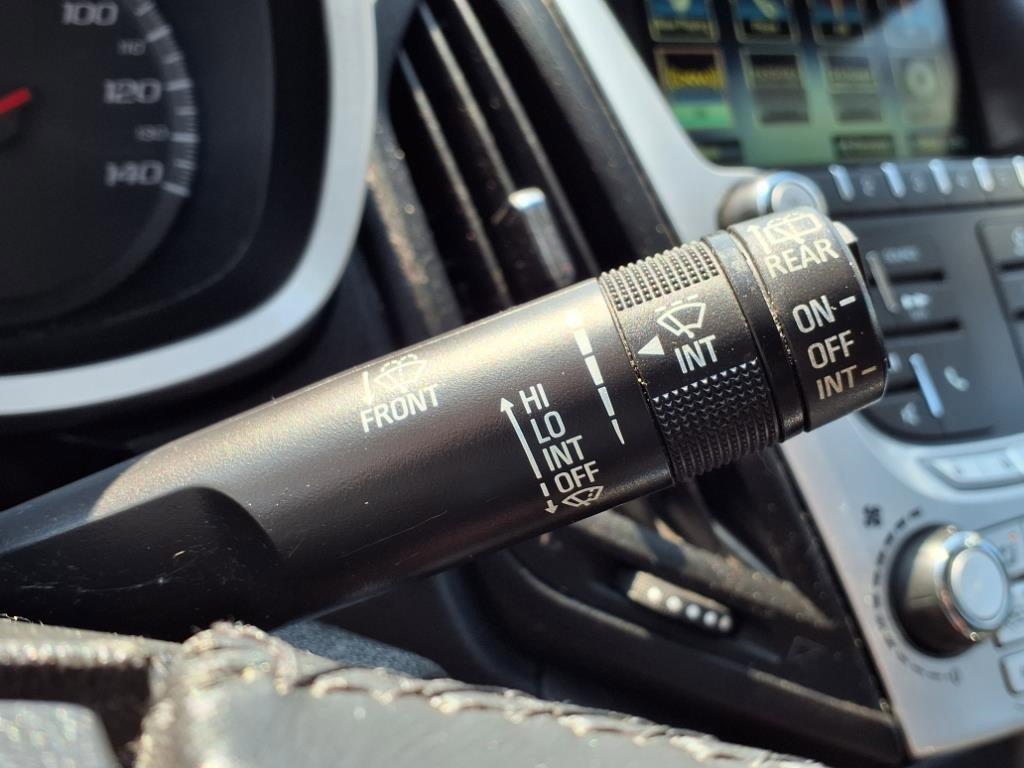 100
120
140
FRONT
HI
LO
INT
OFF
INT
REAR
ON
OFF
INT